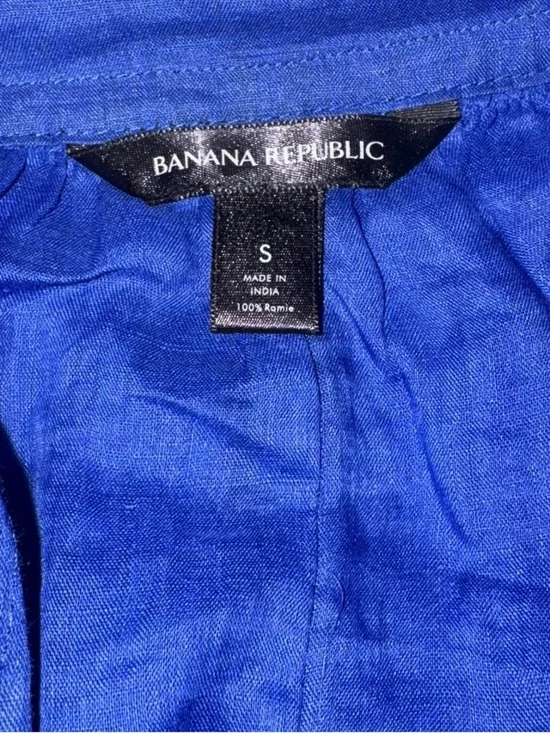 BANANA REPUBLIC
S
MADE IN
INDIA
100% Ramie